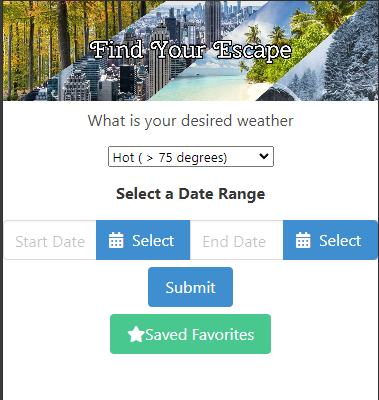 Find Your Escape
What is your desired weather
Hot ( > 75 degrees)
Select a Date Range
Start Date Select End Date Select
Submit
Saved Favorites